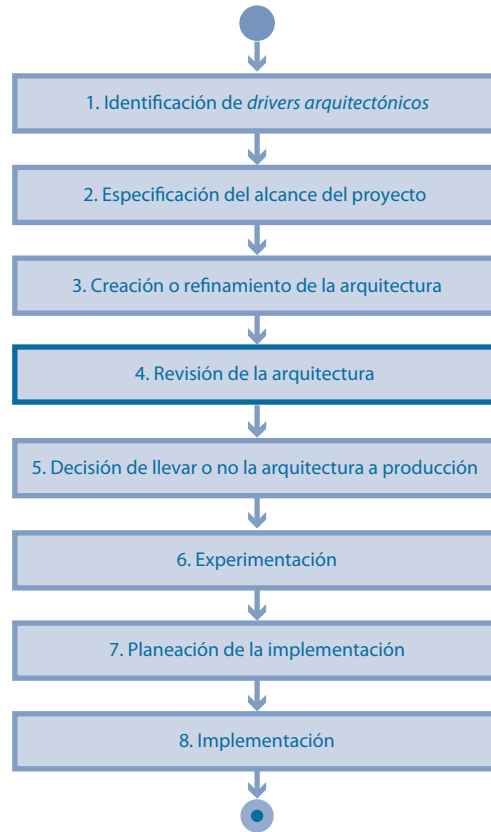 1. Identificación de drivers arquitectónicos
2. Especificación del alcance del proyecto
3. Creación o refinamiento de la arquitectura
4. Revisión de la arquitectura
5. Decisión de llevar o no la arquitectura a producción
6. Experimentación
7. Planeación de la implementación
8. Implementación